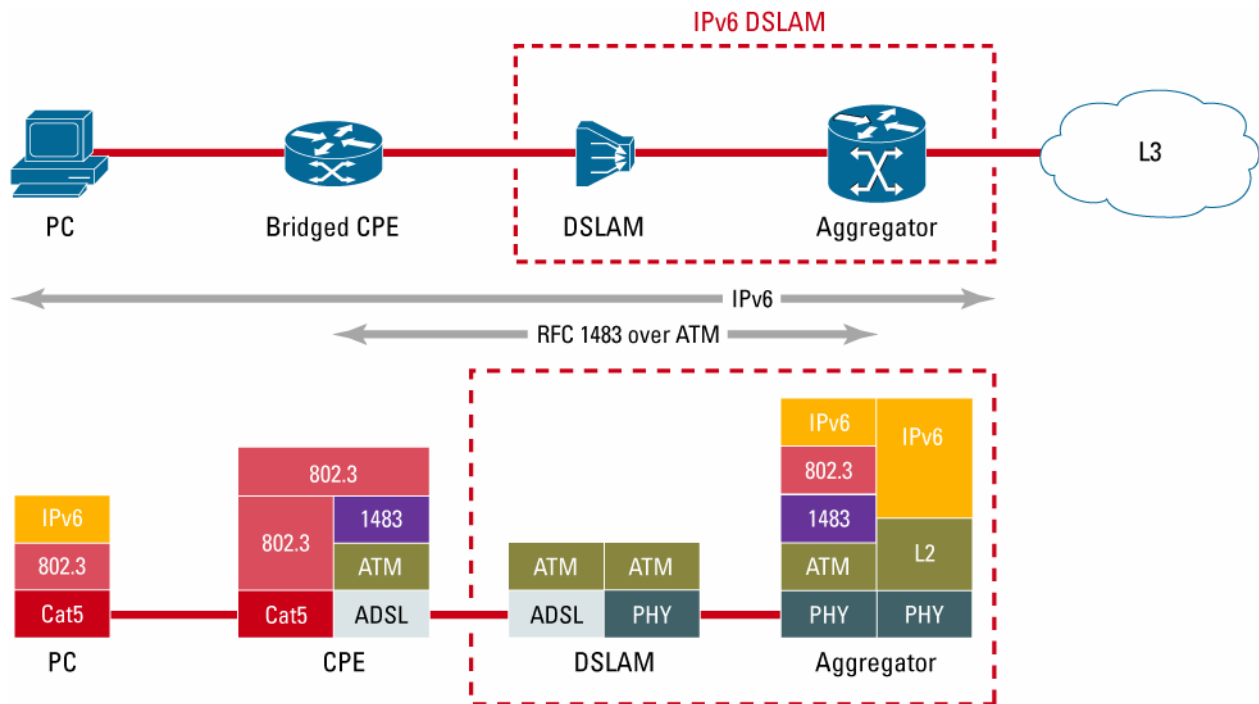 IPv6 DSLAM
L3
PC
Bridged CPE
DSLAM
Aggregator
IPv6
RFC 1483 over ATM
IPv6
802.3
Cat5
PC
802.3
802.3
1483
ATM
Cat5
ADSL
CPE
ATM
ATM
ADSL
PHY
DSLAM
IPv6
IPv6
802.3
1483
ATM
L2
PHY
PHY
Aggregator